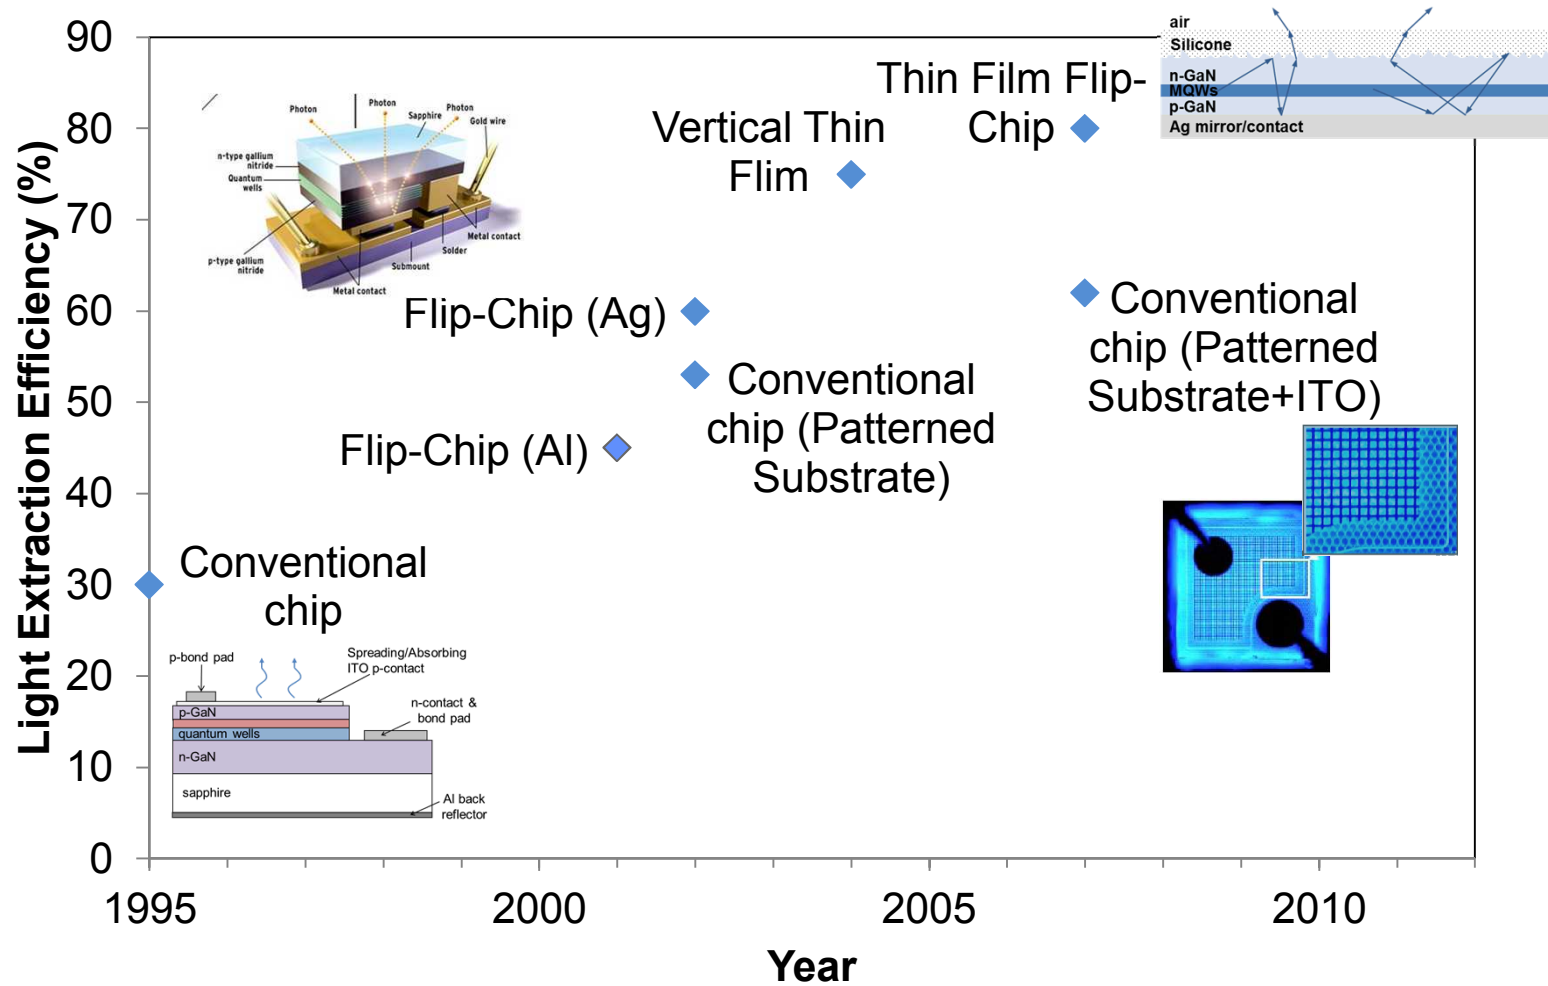 90
80
70
60
50
40
30
20
10
0
Light Extraction Efficiency (%)
1995
2000
2005
2010
Year
Photon
Photon
Photon
Sapphire
Gold wire
n-type gallium
nitride
Quantum
wells
p-type gallium
nitride
Metal contact
Submount
Solder
Metal contact
Thin Film Flip-
Chip
Vertical Thin
Flim
air
Silicone
n-GaN
MQWs
p-GaN
Ag mirror/contact
Flip-Chip (Ag)
Conventional
chip (Patterned
Substrate+ITO)
Conventional
chip (Patterned
Substrate)
Flip-Chip (Al)
Conventional
chip
p-bond pad
Spreading/Absorbing
ITO p-contact
n-contact &
bond pad
p-GaN
quantum wells
n-GaN
sapphire
Al back
reflector